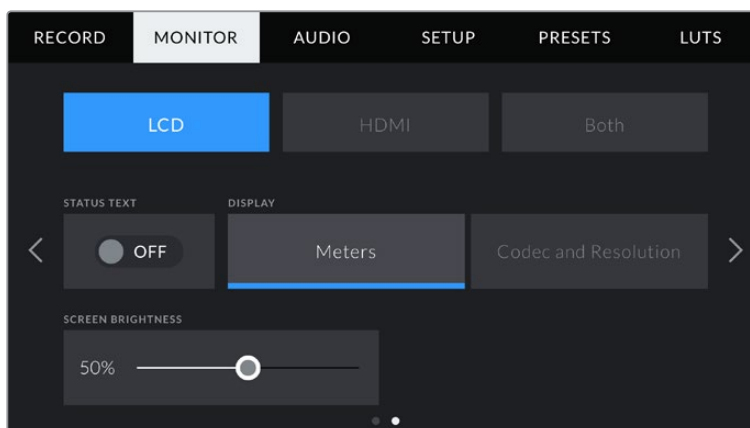 RECORD MONITOR AUDIO SETUP PRESETS LUTS
LCD HDMI Both
STATUS TEXT DISPLAY
OFF Meters Codec and Resolution
SCREEN BRIGHTNESS
50%